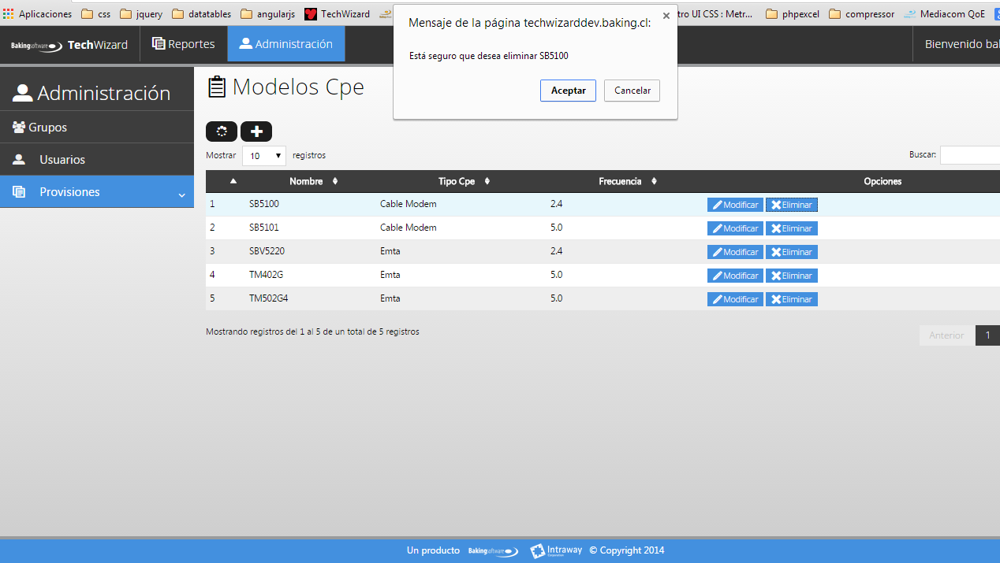 Aplicaciones css jquery datatables angularjs TechWizard tro UI CSS : Metr... phpexcel compressor Mediacom QoE
Mensaje de la página techwizarddev.baking.cl:
Está seguro que desea eliminar SB5100
Aceptar Cancelar
Bakingsoftware TechWizard Reportes Administración Bienvenido bal
Administración
Grupos
Usuarios
Provisiones
Modelos Cpe
Mostrar 10 registros Buscar:
Nombre Tipo Cpe Frecuencia Opciones
1 SB5100 Cable Modem 2.4 Modificar Eliminar
2 SB5101 Cable Modem 5.0 Modificar Eliminar
3 SBV5220 Emta 2.4 Modificar Eliminar
4 TM402G Emta 5.0 Modificar Eliminar
5 TM502G4 Emta 5.0 Modificar Eliminar
Mostrando registros del 1 al 5 de un total de 5 registros
Anterior 1
Un producto Bakingsoftware Intraway Corporation © Copyright 2014